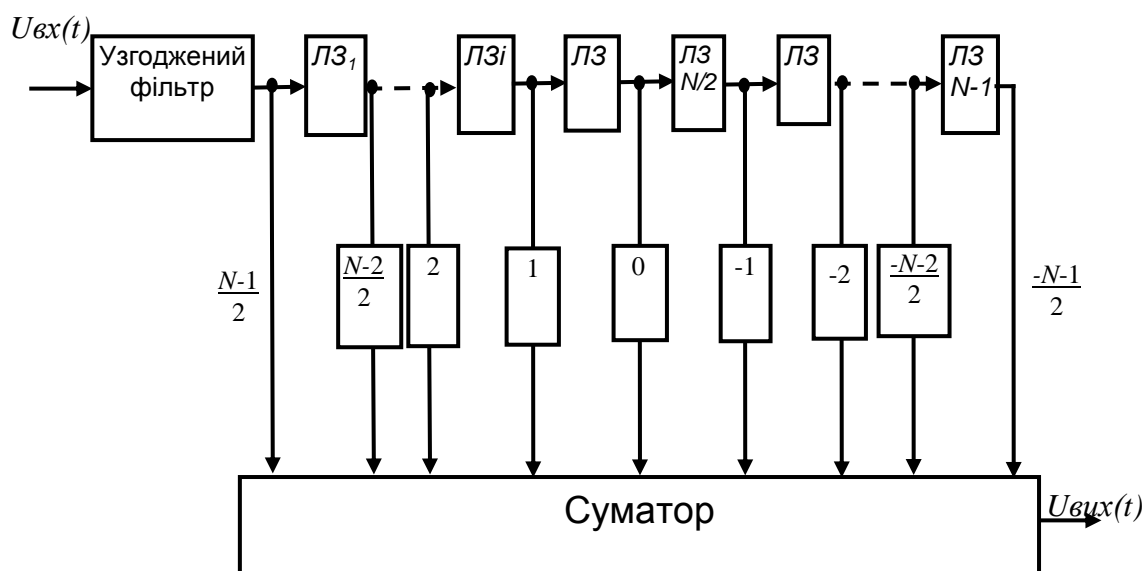 Uвх(t)
Узгоджений
фільтр
ЛЗ1
ЛЗі
ЛЗ
ЛЗ
N/2
ЛЗ
ЛЗ
N-1
N-1
2
N-2
2
2
1
0
-1
-2
-N-2
2
-N-1
2
Суматор
Uвих(t)